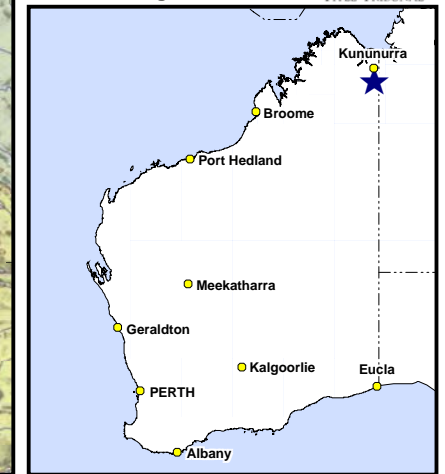 Kununurra
Broome
Port Hedland
Meekatharra
Geraldton
Kalgoorlie
Eucla
PERTH
Albany